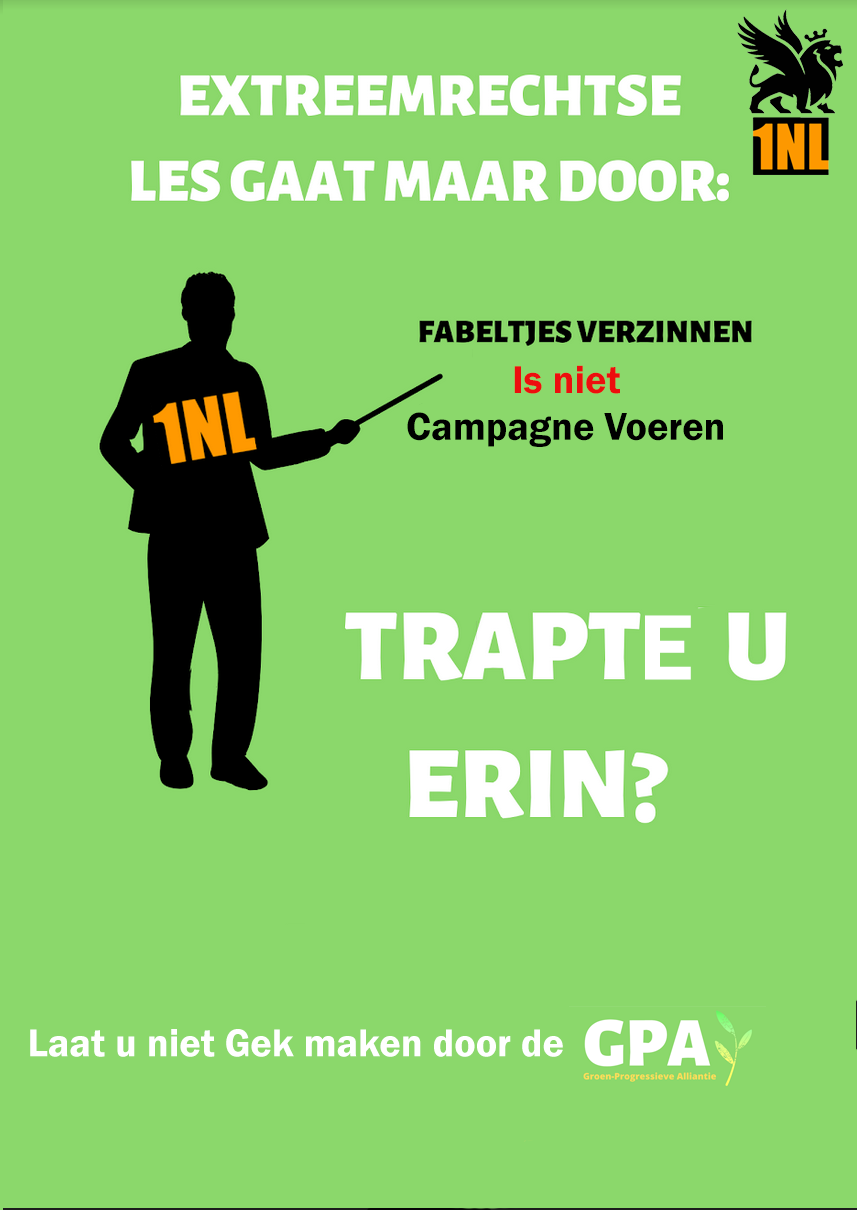 EXTREEMRECHTSE
LES GAAT MAAR DOOR:
1NL
FABELTJES VERZINNEN
Is niet
Campagne Voeren
1NL
TRAPTE U
ERIN?
Laat u niet Gek maken door de GPA
Groen-Progressieve Alliantie